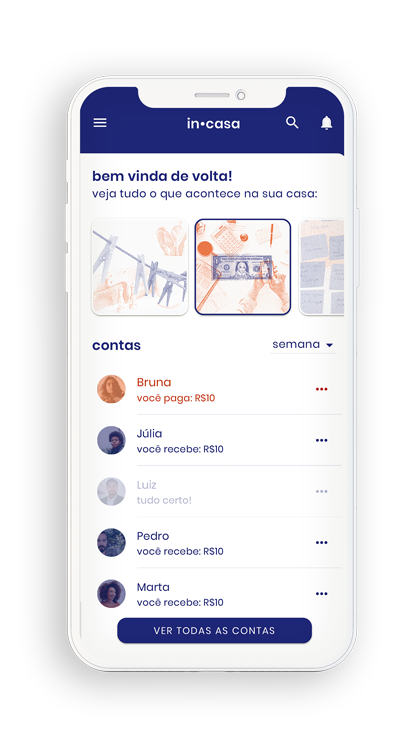 in•casa
bem vinda de volta!
veja tudo o que acontece na sua casa:
contas
semana
Bruna
você paga: R$10
Júlia
você recebe: R$10
Luiz
tudo certo!
Pedro
você recebe: R$10
Marta
você recebe: R$10
VER TODAS AS CONTAS